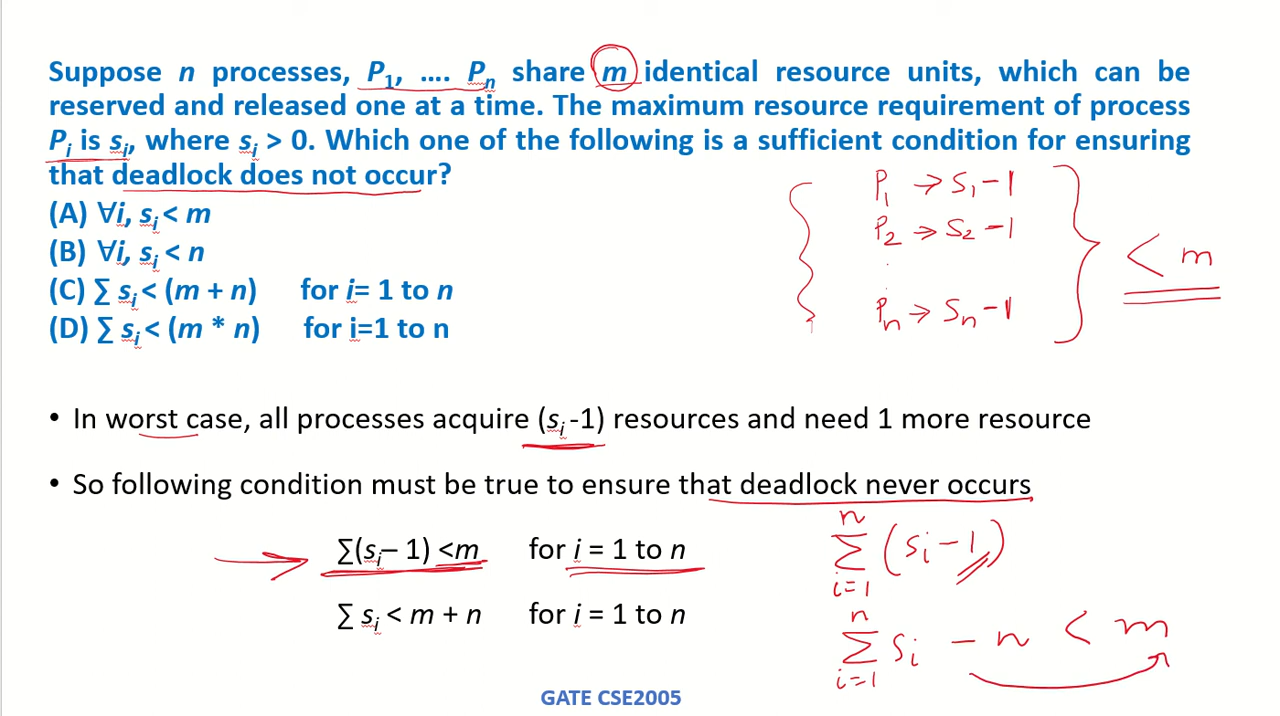 Suppose n processes, P1, .... Pn share m identical resource units, which can be
reserved and released one at a time. The maximum resource requirement of process
Pi is si, where si > 0. Which one of the following is a sufficient condition for ensuring
that deadlock does not occur?
(A) ∀i, si < m
(B) ∀i, si < n
(C) ∑ si < (m + n) for i= 1 to n
(D) ∑ si < (m * n) for i=1 to n
P1 → S1 - 1
P2 → S2 - 1
Pn → Sn - 1
< m
• In worst case, all processes acquire (si -1) resources and need 1 more resource
• So following condition must be true to ensure that deadlock never occurs
∑(si – 1) <m for i = 1 to n
∑ si < m + n for i = 1 to n
n
∑ (si - 1)
i=1
n
∑ si - n < m
i=1
GATE CSE2005